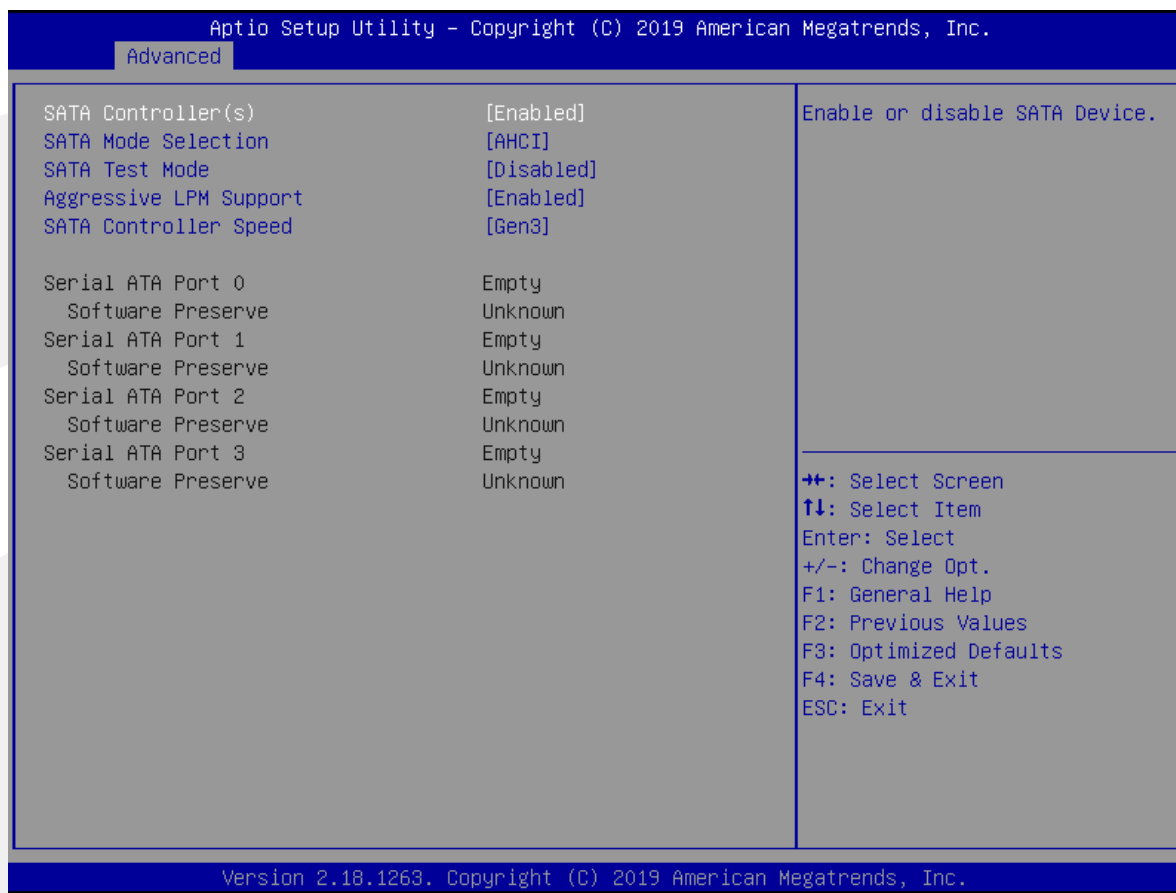 Aptio Setup Utility – Copyright (C) 2019 American Megatrends, Inc.
Advanced
SATA Controller(s) [Enabled]
SATA Mode Selection [AHCI]
SATA Test Mode [Disabled]
Aggressive LPM Support [Enabled]
SATA Controller Speed [Gen3]
Serial ATA Port 0 Empty
Software Preserve Unknown
Serial ATA Port 1 Empty
Software Preserve Unknown
Serial ATA Port 2 Empty
Software Preserve Unknown
Serial ATA Port 3 Empty
Software Preserve Unknown
Enable or disable SATA Device.
→←: Select Screen
↑↓: Select Item
Enter: Select
+/-: Change Opt.
F1: General Help
F2: Previous Values
F3: Optimized Defaults
F4: Save & Exit
ESC: Exit
Version 2.18.1263. Copyright (C) 2019 American Megatrends, Inc.